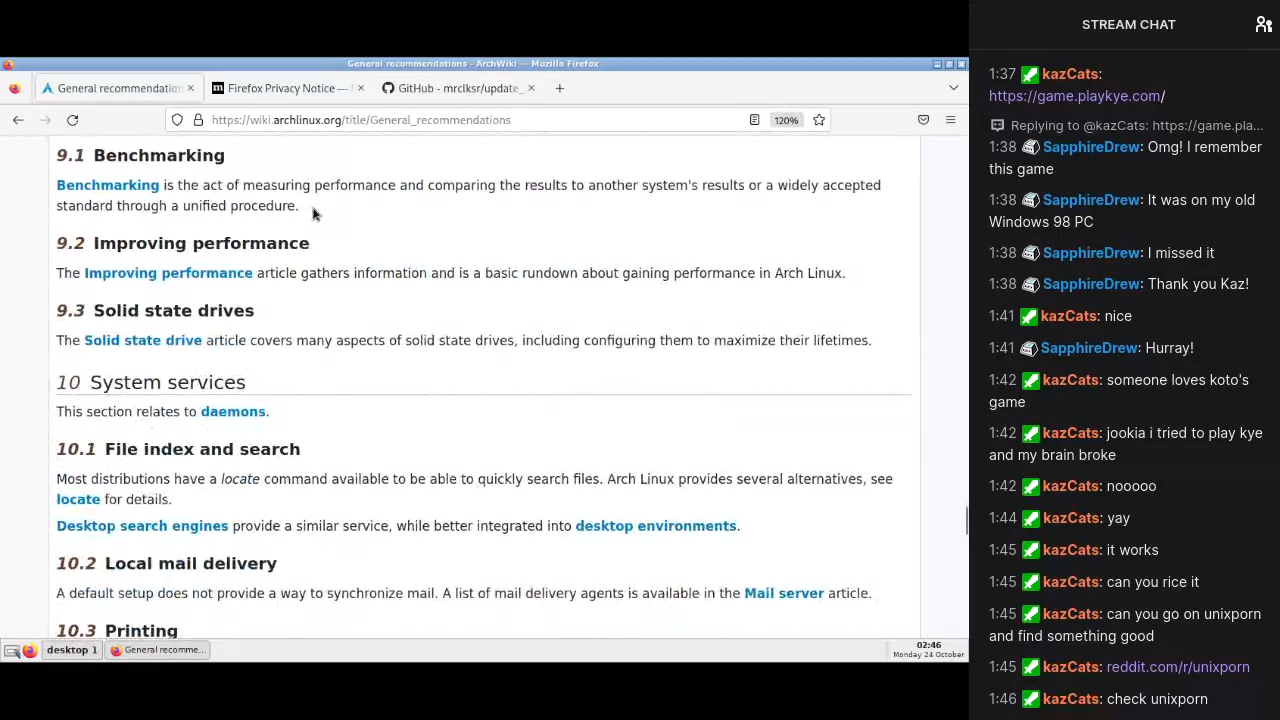 General recommendations - ArchWiki — Mozilla Firefox
General recommendation
Firefox Privacy Notice —
GitHub - mrclksr/update_
https://wiki.archlinux.org/title/General_recommendations
120%
9.1 Benchmarking
Benchmarking is the act of measuring performance and comparing the results to another system's results or a widely accepted
standard through a unified procedure.
9.2 Improving performance
The Improving performance article gathers information and is a basic rundown about gaining performance in Arch Linux.
9.3 Solid state drives
The Solid state drive article covers many aspects of solid state drives, including configuring them to maximize their lifetimes.
10 System services
This section relates to daemons.
10.1 File index and search
Most distributions have a locate command available to be able to quickly search files. Arch Linux provides several alternatives, see
locate for details.
Desktop search engines provide a similar service, while better integrated into desktop environments.
10.2 Local mail delivery
A default setup does not provide a way to synchronize mail. A list of mail delivery agents is available in the Mail server article.
10.3 Printing
desktop 1
General recomme...
02:46
Monday 24 October
STREAM CHAT
1:37 kazCats:
https://game.playkye.com/
Replying to @kazCats: https://game.pla...
1:38 SapphireDrew: Omg! I remember
this game
1:38 SapphireDrew: It was on my old
Windows 98 PC
1:38 SapphireDrew: I missed it
1:38 SapphireDrew: Thank you Kaz!
1:41 kazCats: nice
1:41 SapphireDrew: Hurray!
1:42 kazCats: someone loves koto's
game
1:42 kazCats: jookia i tried to play kye
and my brain broke
1:42 kazCats: nooooo
1:44 kazCats: yay
1:45 kazCats: it works
1:45 kazCats: can you rice it
1:45 kazCats: can you go on unixporn
and find something good
1:45 kazCats: reddit.com/r/unixporn
1:46 kazCats: check unixporn